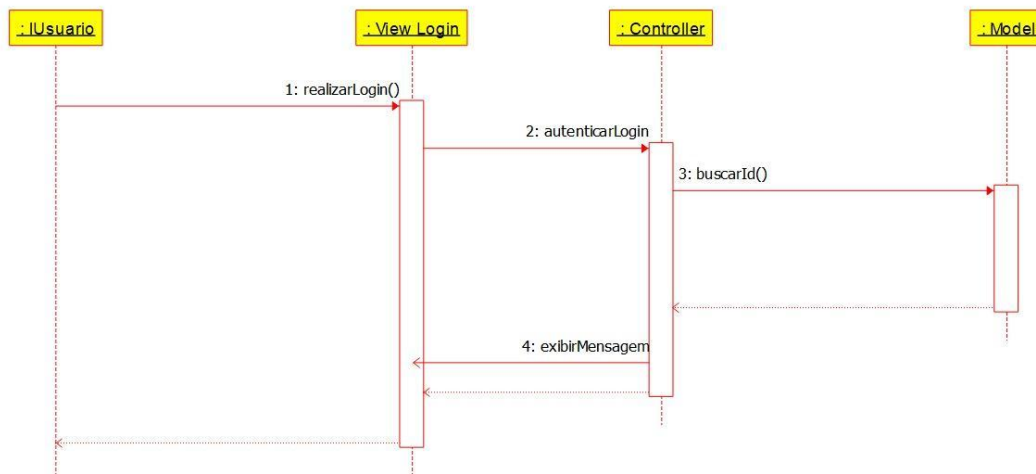 : IUsuario
: View Login
: Controller
: Model
1: realizarLogin()
2: autenticarLogin
3: buscarId()
4: exibirMensagem